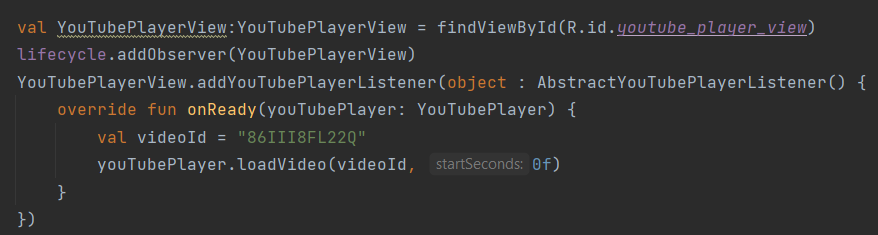 val YouTubePlayerView:YouTubePlayerView = findViewById(R.id.youtube_player_view)
lifecycle.addObserver(YouTubePlayerView)
YouTubePlayerView.addYouTubePlayerListener(object : AbstractYouTubePlayerListener() {
    override fun onReady(youTubePlayer: YouTubePlayer) {
        val videoId = "86III8FL22Q"
        youTubePlayer.loadVideo(videoId, startSeconds: 0f)
    }
})